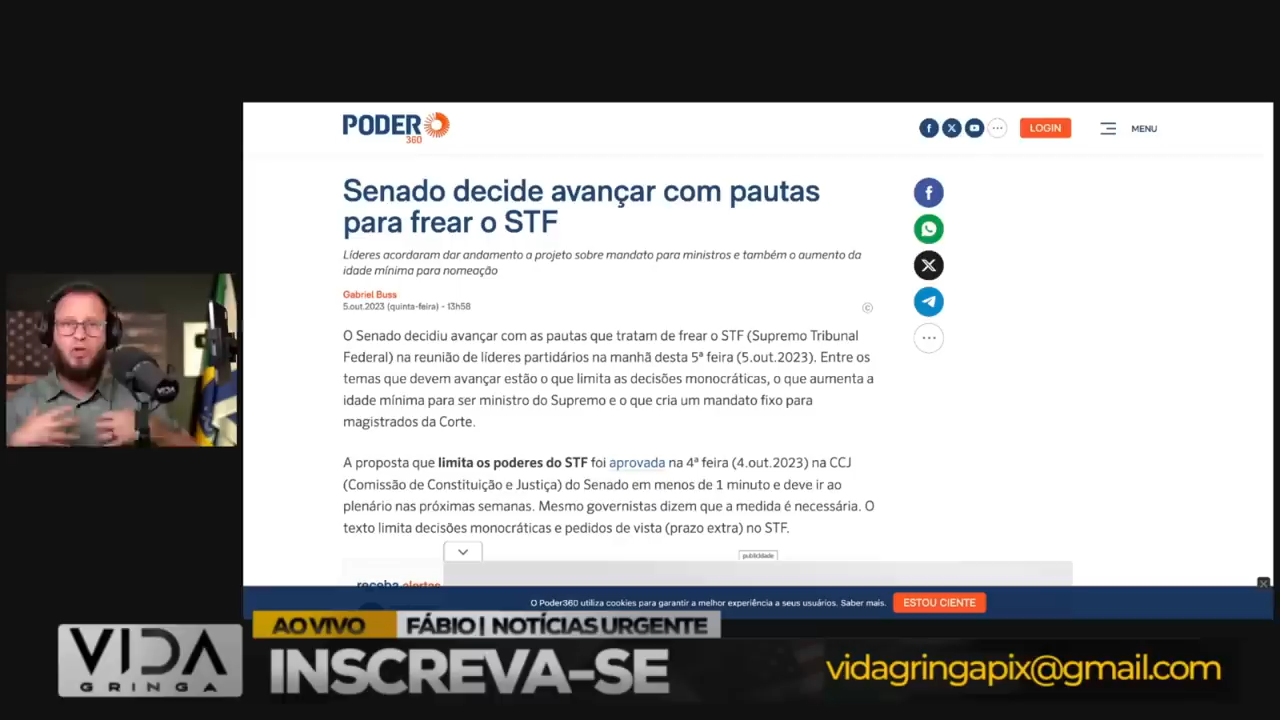 PODER
360
LOGIN
MENU
Senado decide avançar com pautas
para frear o STF
Líderes acordaram dar andamento a projeto sobre mandato para ministros e também o aumento da
idade mínima para nomeação
Gabriel Buss
5.out.2023 (quinta-feira) - 13h58
O Senado decidiu avançar com as pautas que tratam de frear o STF (Supremo Tribunal
Federal) na reunião de líderes partidários na manhã desta 5ª feira (5.out.2023). Entre os
temas que devem avançar estão o que limita as decisões monocráticas, o que aumenta a
idade mínima para ser ministro do Supremo e o que cria um mandato fixo para
magistrados da Corte.
A proposta que limita os poderes do STF foi aprovada na 4ª feira (4.out.2023) na CCJ
(Comissão de Constituição e Justiça) do Senado em menos de 1 minuto e deve ir ao
plenário nas próximas semanas. Mesmo governistas dizem que a medida é necessária. O
texto limita decisões monocráticas e pedidos de vista (prazo extra) no STF.
publicidade
receba alertas
O Poder360 utiliza cookies para garantir a melhor experiência a seus usuários. Saber mais.
ESTOU CIENTE
AO VIVO
FÁBIO | NOTÍCIAS URGENTE
VIDA
GRINGA
INSCREVA-SE
vidagringapix@gmail.com